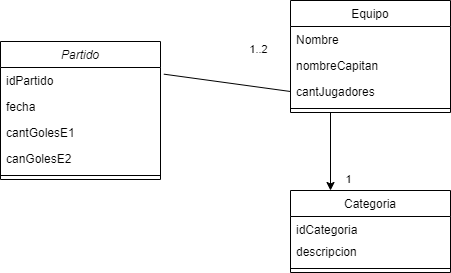 Partido
idPartido
fecha
cantGolesE1
canGolesE2
1..2
Equipo
Nombre
nombreCapitan
cantJugadores
1
Categoria
idCategoria
descripcion